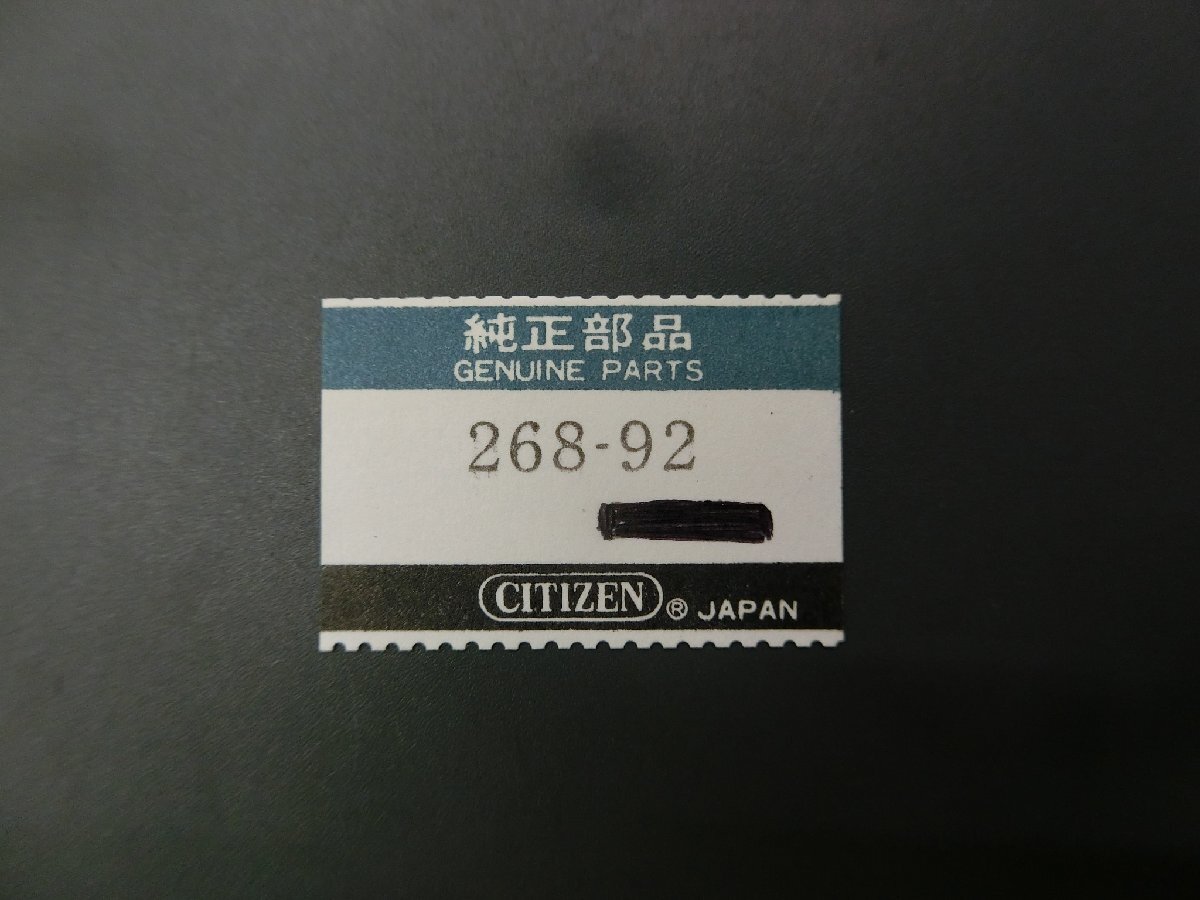 純正部品
GENUINE PARTS
268-92
CITIZEN ® JAPAN